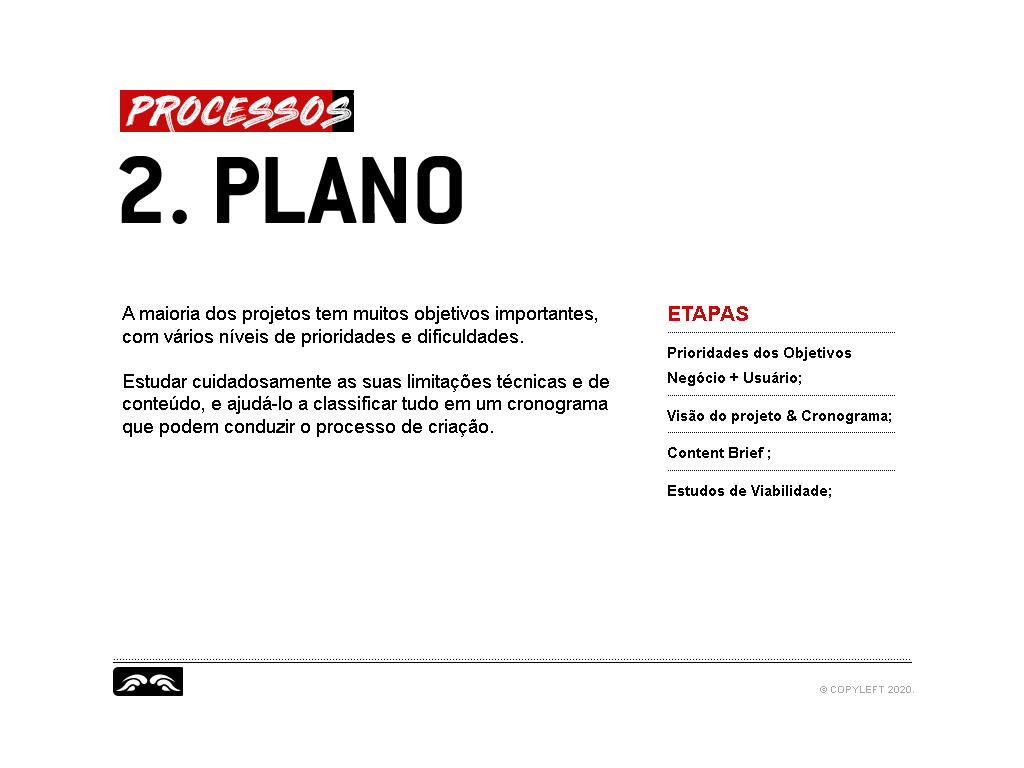 PROCESSOS
2. PLANO
A maioria dos projetos tem muitos objetivos importantes,
com vários níveis de prioridades e dificuldades.
Estudar cuidadosamente as suas limitações técnicas e de
conteúdo, e ajudá-lo a classificar tudo em um cronograma
que podem conduzir o processo de criação.
ETAPAS
Prioridades dos Objetivos
Negócio + Usuário;
Visão do projeto & Cronograma;
Content Brief ;
Estudos de Viabilidade;
© COPYLEFT 2020.